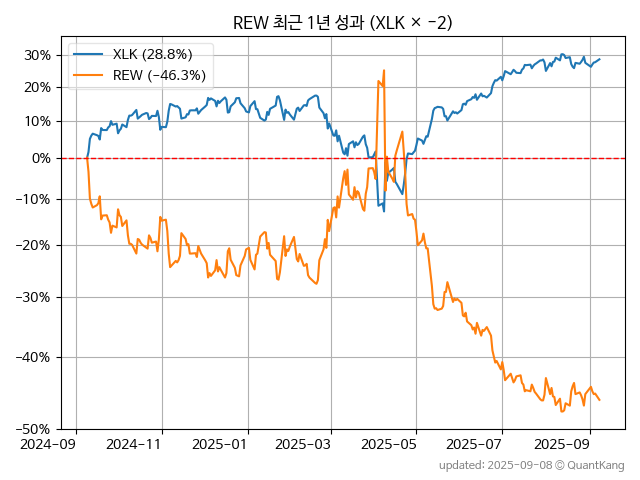 REW 최근 1년 성과 (XLK × −2)
XLK (28.8%)
REW (−46.3%)
30%
20%
10%
0%
−10%
−20%
−30%
−40%
−50%
2024-09 2024-11 2025-01 2025-03 2025-05 2025-07 2025-09
updated: 2025-09-08 © QuantKang